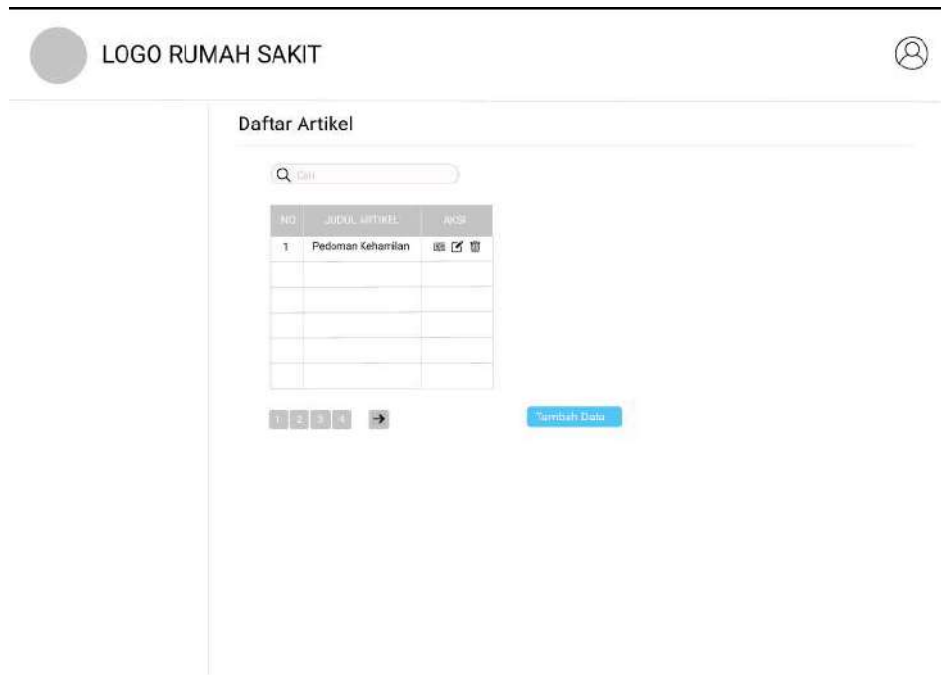 LOGO RUMAH SAKIT
Daftar Artikel
Cari
NO JUDUL ARTIKEL AKSI
1 Pedoman Kehamilan
1 2 3 4
Tambah Data